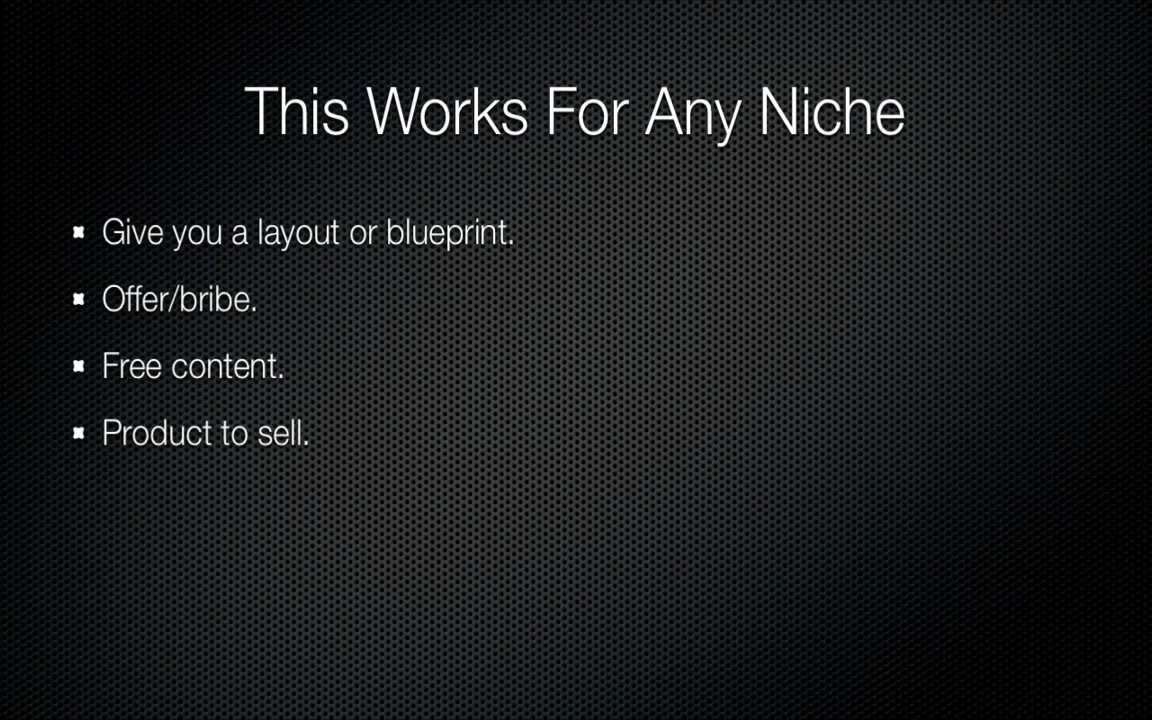 This Works For Any Niche
Give you a layout or blueprint.
Offer/bribe.
Free content.
Product to sell.